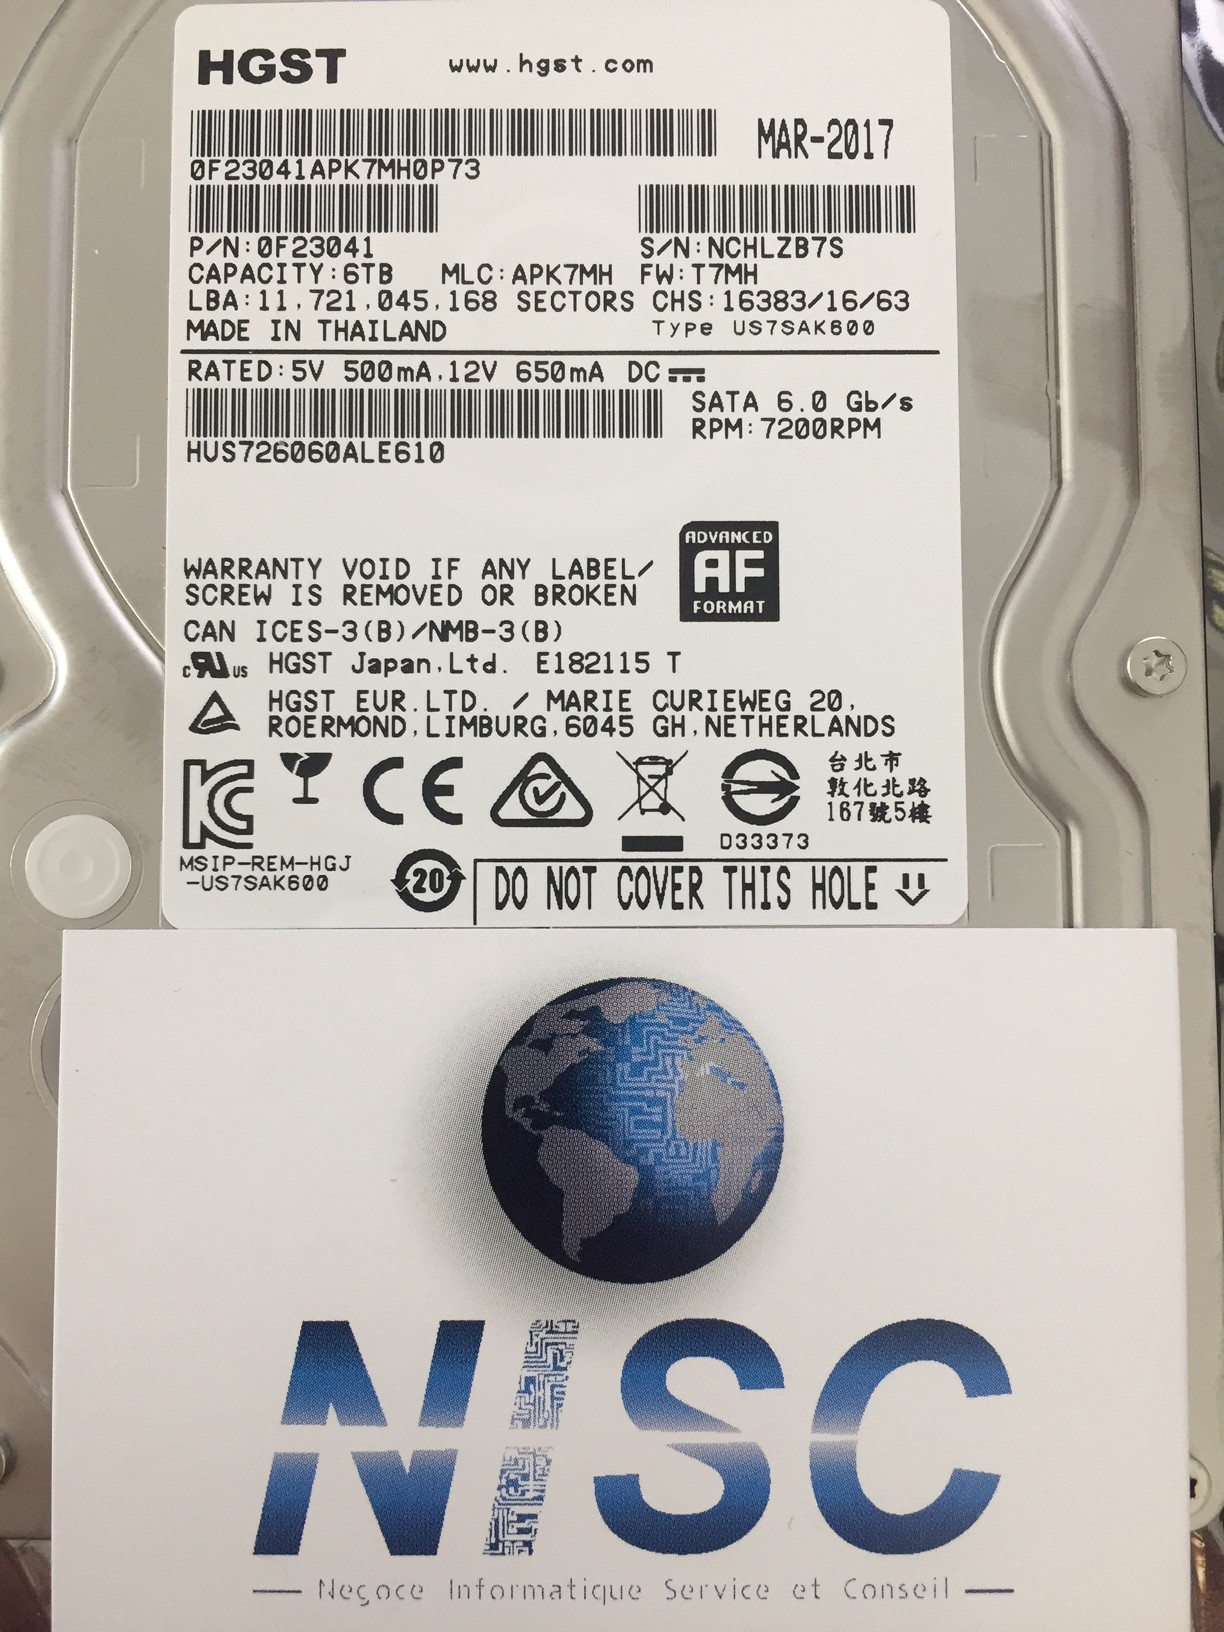 HGST www.hgst.com
MAR-2017
0F23041APK7MH0P73
P/N:0F23041 S/N:NCHLZB7S
CAPACITY:6TB MLC:APK7MH FW:T7MH
LBA:11,721,045,168 SECTORS CHS:16383/16/63
MADE IN THAILAND Type US7SAK600
RATED:5V 500mA,12V 650mA DC
SATA 6.0 Gb/s
RPM:7200RPM
HUS726060ALE610
ADVANCED
AF
FORMAT
WARRANTY VOID IF ANY LABEL/
SCREW IS REMOVED OR BROKEN
CAN ICES-3(B)/NMB-3(B)
c RU US HGST Japan,Ltd. E182115 T
HGST EUR.LTD. / MARIE CURIEWEG 20,
ROERMOND,LIMBURG,6045 GH,NETHERLANDS
台北市
敦化北路
167號5樓
KC CE
D33373
MSIP-REM-HGJ
-US7SAK600
20
DO NOT COVER THIS HOLE
NISC
Negoce Informatique Service et Conseil